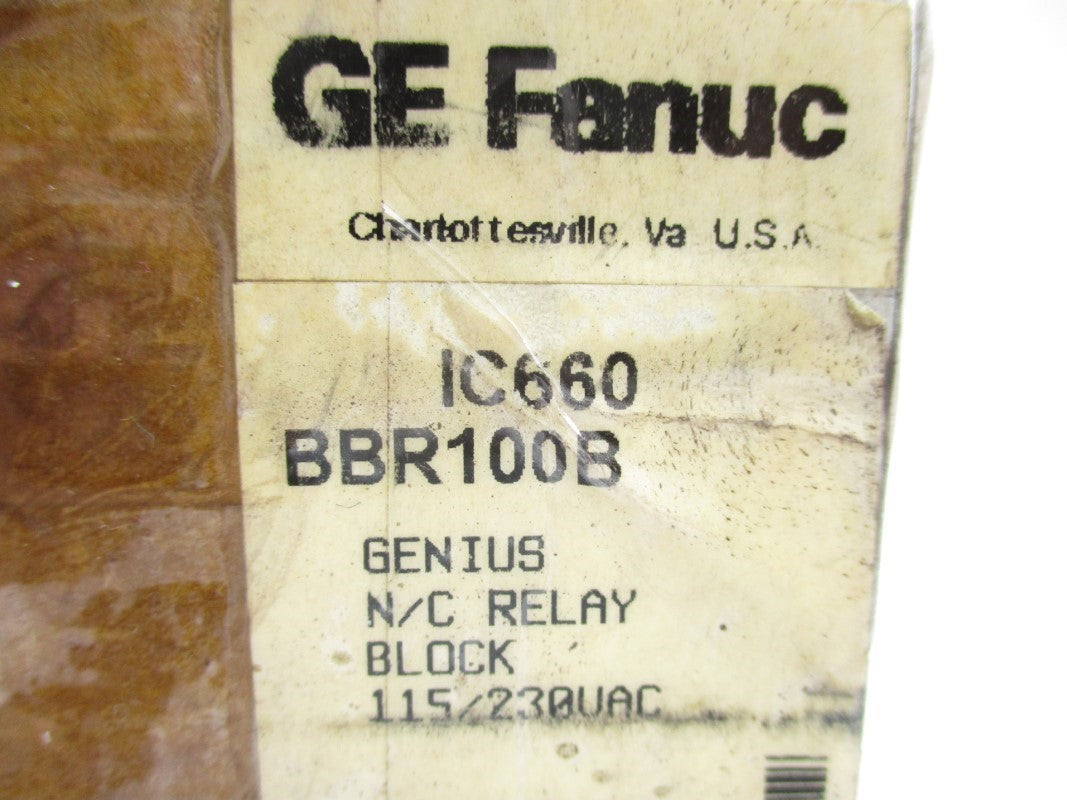 GE Fanuc
Charlottesville, Va. U.S.A.
IC660
BBR100B
GENIUS
N/C RELAY
BLOCK
115/230VAC